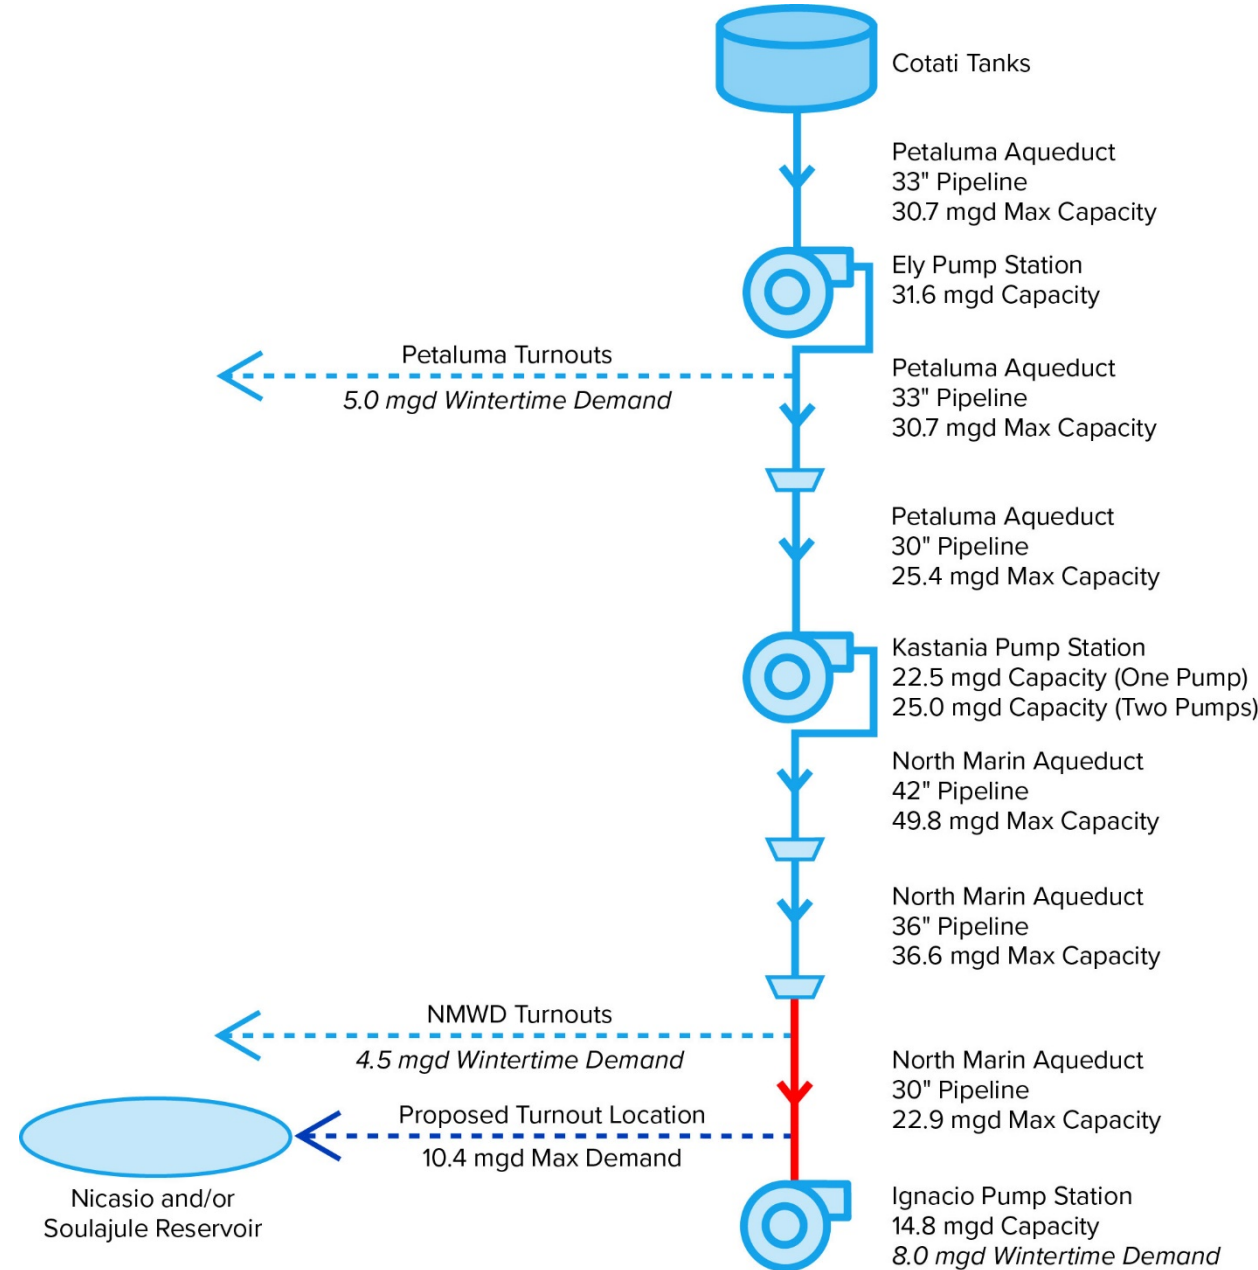 Cotati Tanks
Petaluma Aqueduct
33" Pipeline
30.7 mgd Max Capacity
Ely Pump Station
31.6 mgd Capacity
Petaluma Turnouts
5.0 mgd Wintertime Demand
Petaluma Aqueduct
33" Pipeline
30.7 mgd Max Capacity
Petaluma Aqueduct
30" Pipeline
25.4 mgd Max Capacity
Kastania Pump Station
22.5 mgd Capacity (One Pump)
25.0 mgd Capacity (Two Pumps)
North Marin Aqueduct
42" Pipeline
49.8 mgd Max Capacity
North Marin Aqueduct
36" Pipeline
36.6 mgd Max Capacity
NMWD Turnouts
4.5 mgd Wintertime Demand
North Marin Aqueduct
30" Pipeline
22.9 mgd Max Capacity
Proposed Turnout Location
10.4 mgd Max Demand
Nicasio and/or
Soulajule Reservoir
Ignacio Pump Station
14.8 mgd Capacity
8.0 mgd Wintertime Demand